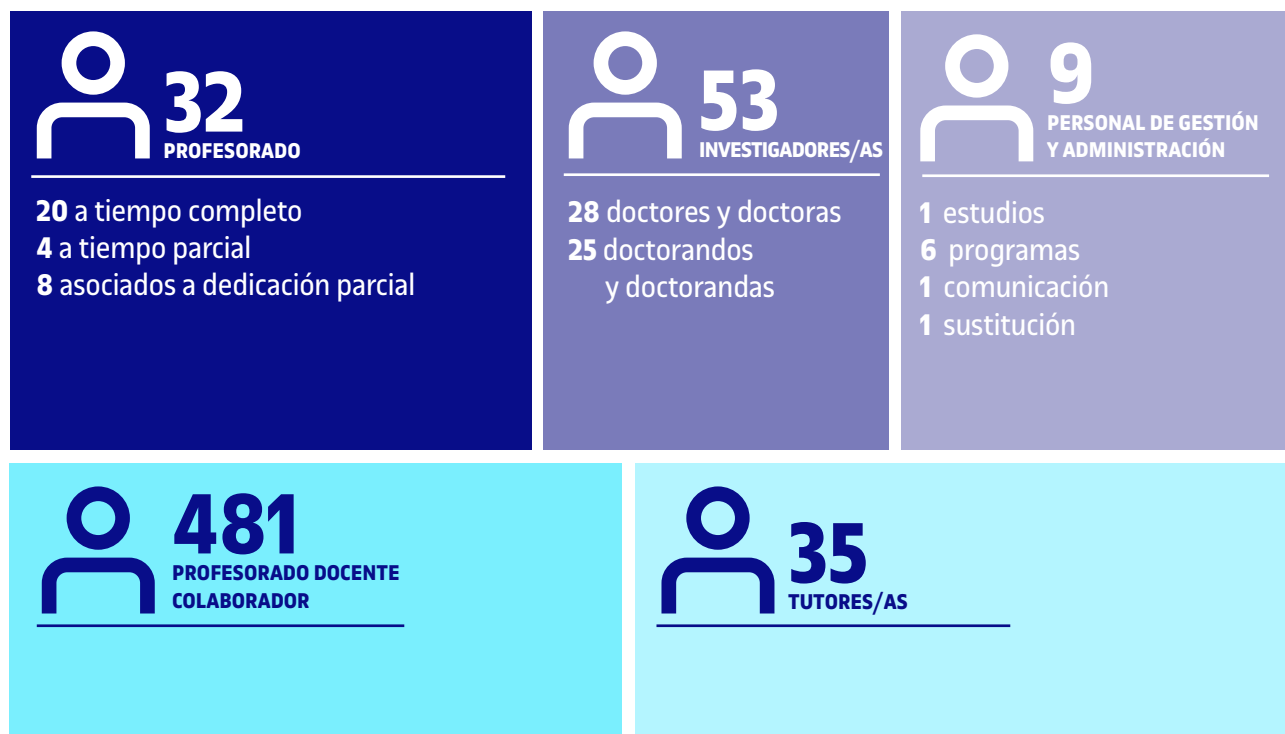 32
PROFESORADO
20 a tiempo completo
4 a tiempo parcial
8 asociados a dedicación parcial
53
INVESTIGADORES/AS
28 doctores y doctoras
25 doctorandos
y doctorandas
9
PERSONAL DE GESTIÓN
Y ADMINISTRACIÓN
1 estudios
6 programas
1 comunicación
1 sustitución
481
PROFESORADO DOCENTE
COLABORADOR
35
TUTORES/AS